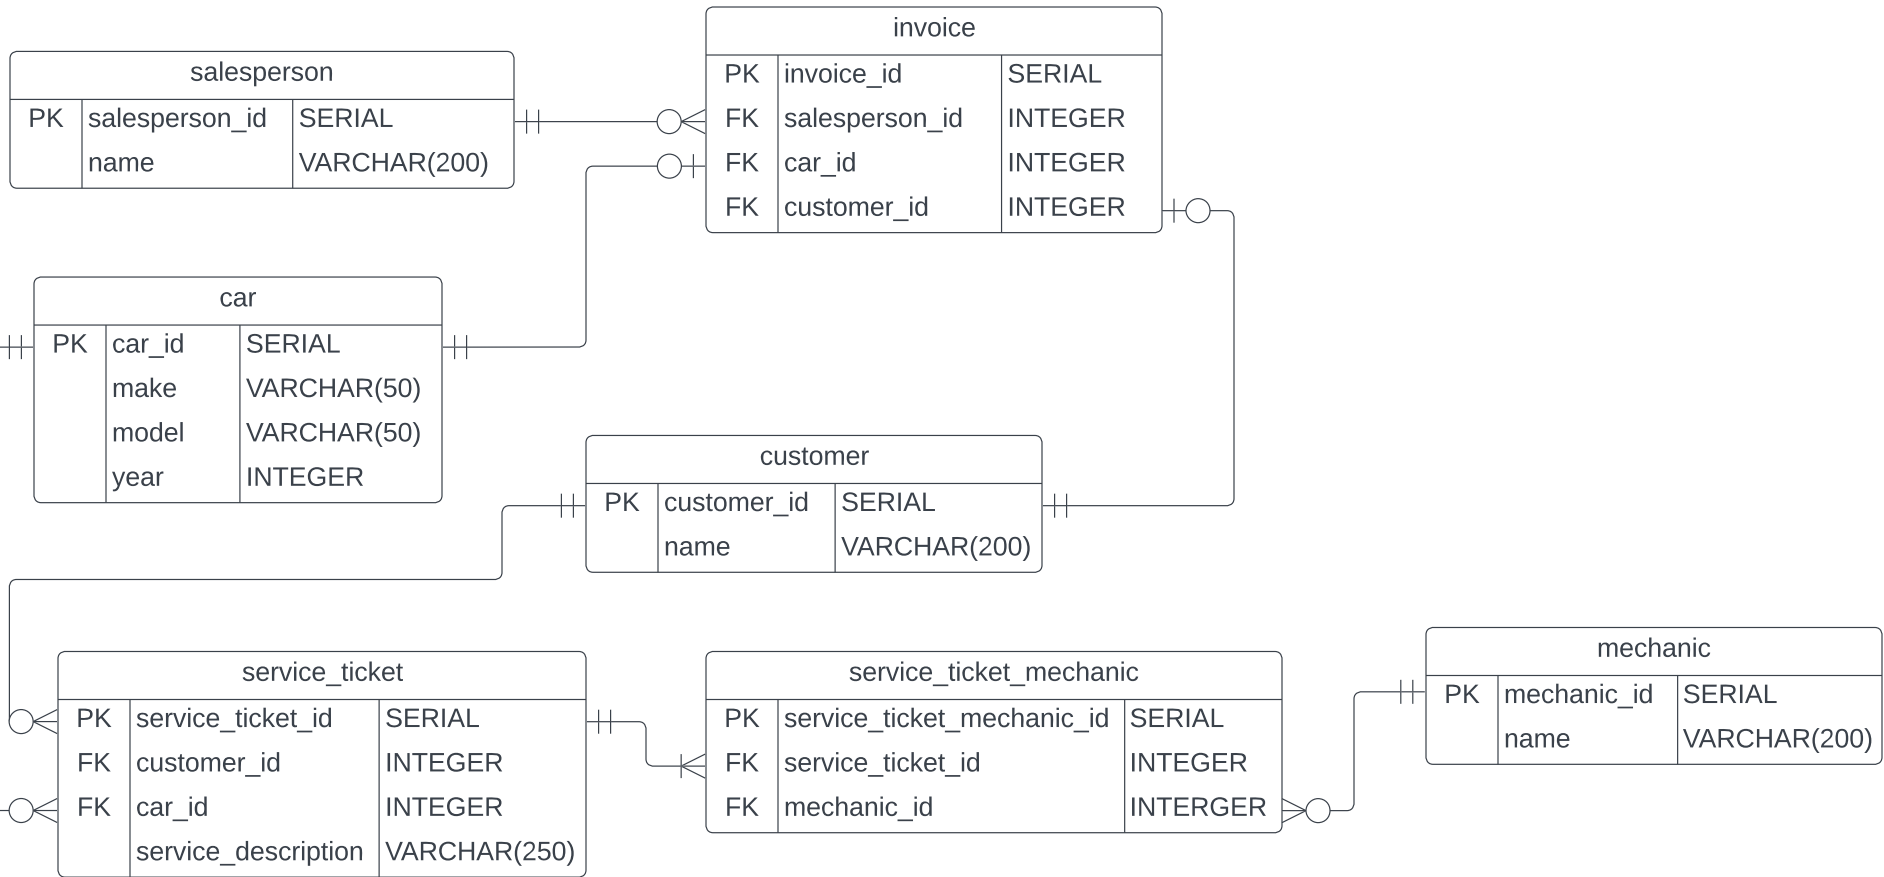 invoice
PK invoice_id SERIAL
FK salesperson_id INTEGER
FK car_id INTEGER
FK customer_id INTEGER
salesperson
PK salesperson_id SERIAL
name VARCHAR(200)
car
PK car_id SERIAL
make VARCHAR(50)
model VARCHAR(50)
year INTEGER
customer
PK customer_id SERIAL
name VARCHAR(200)
service_ticket
PK service_ticket_id SERIAL
FK customer_id INTEGER
FK car_id INTEGER
service_description VARCHAR(250)
service_ticket_mechanic
PK service_ticket_mechanic_id SERIAL
FK service_ticket_id INTEGER
FK mechanic_id INTERGER
mechanic
PK mechanic_id SERIAL
name VARCHAR(200)